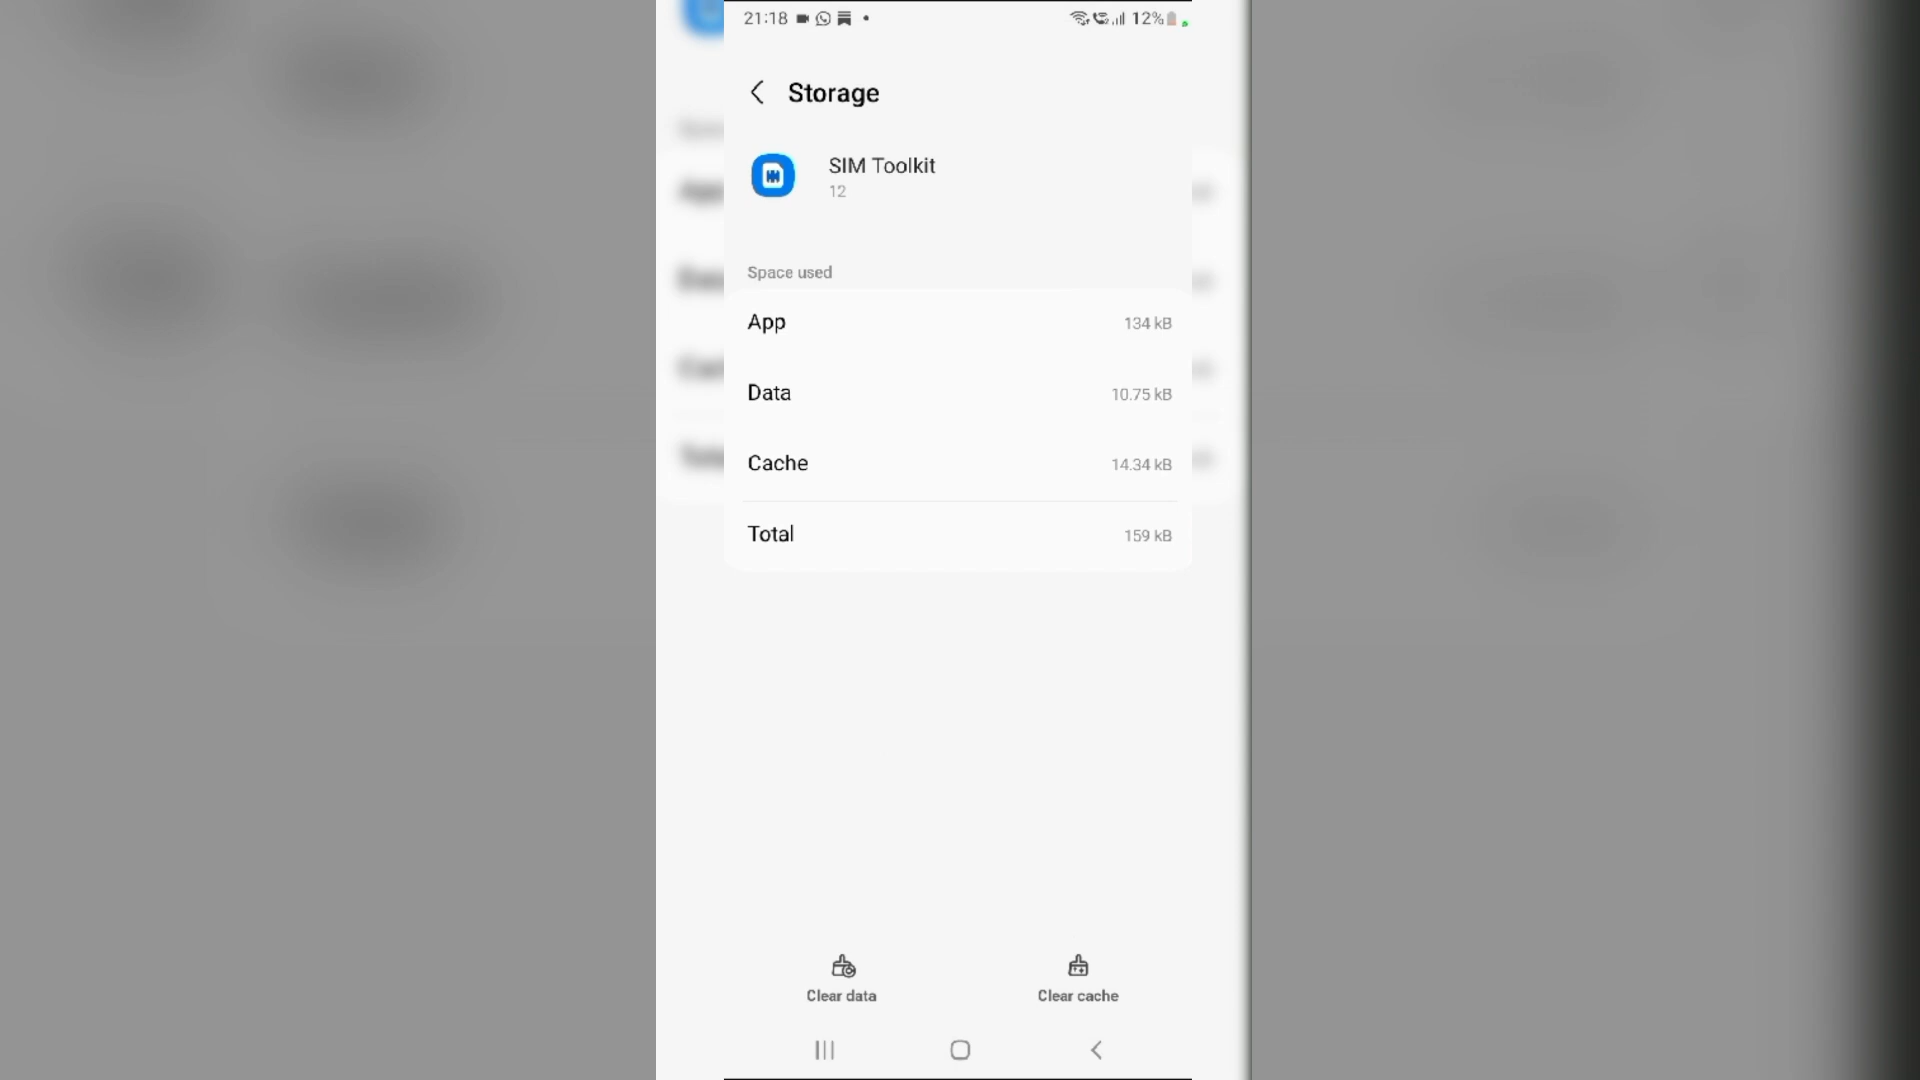 21:18 12%
Storage
SIM Toolkit
12
Space used
App 134 kB
Data 10.75 kB
Cache 14.34 kB
Total 159 kB
Clear data Clear cache